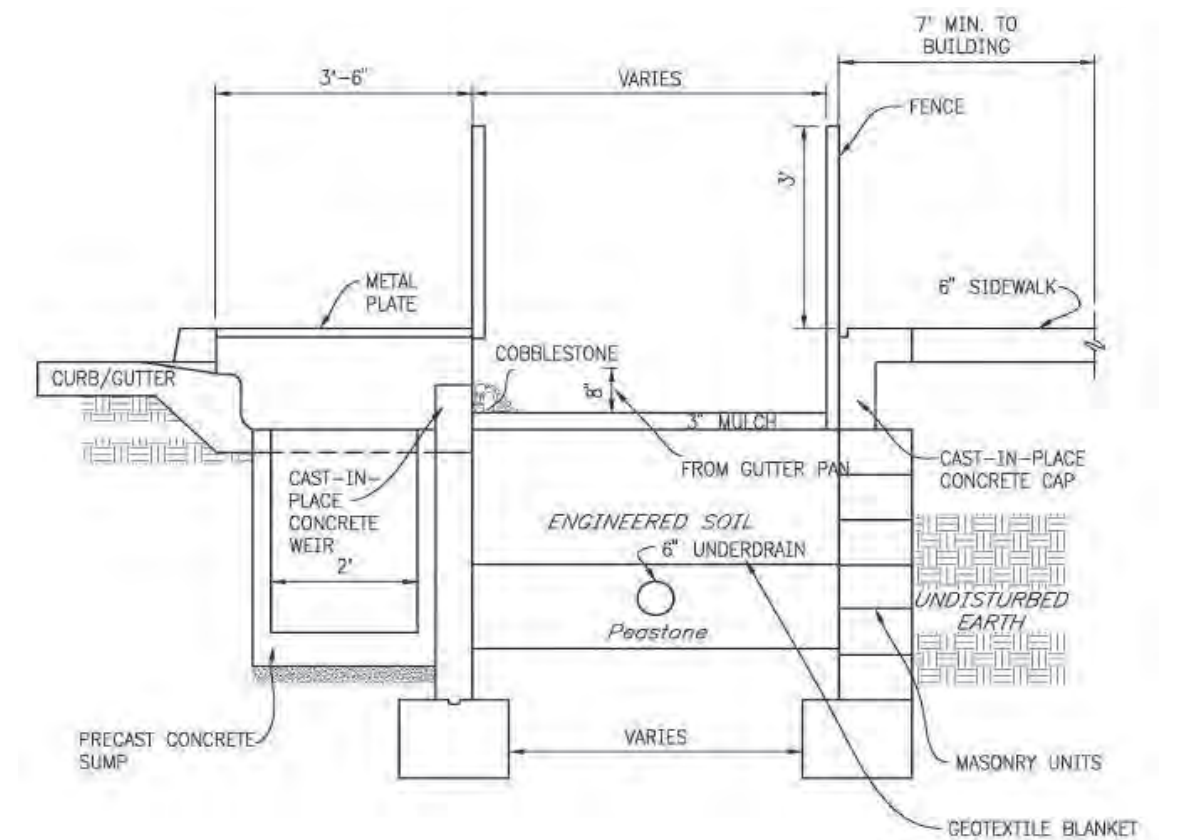 7' MIN. TO
BUILDING
3'-6"
VARIES
FENCE
3'
METAL
PLATE
6" SIDEWALK
COBBLESTONE
CURB/GUTTER
8"
3" MULCH
FROM GUTTER PAN
CAST-IN-PLACE
CONCRETE CAP
CAST-IN-
PLACE
CONCRETE
WEIR
ENGINEERED SOIL
6" UNDERDRAIN
2'
UNDISTURBED
EARTH
Peastone
PRECAST CONCRETE
SUMP
VARIES
MASONRY UNITS
GEOTEXTILE BLANKET